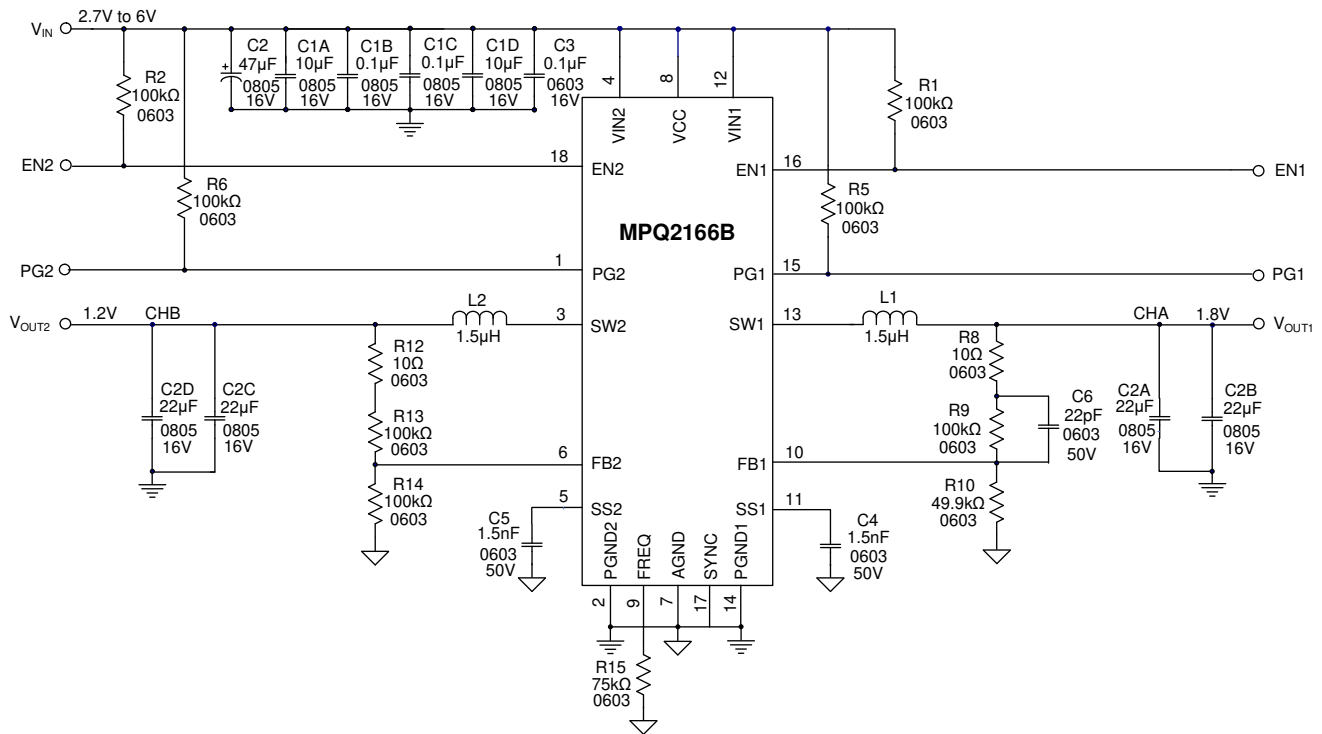 2.7V to 6V
VIN
R2
100kΩ
0603
C2
47µF
0805
16V
+
C1A
10µF
0805
16V
C1B
0.1µF
0805
16V
C1C
0.1µF
0805
16V
C1D
10µF
0805
16V
C3
0.1µF
0603
16V
4
8
12
VIN2
VCC
VIN1
R1
100kΩ
0603
EN2
18
EN2
EN1
16
EN1
R6
100kΩ
0603
R5
100kΩ
0603
MPQ2166B
PG2
1
PG2
PG1
15
PG1
VOUT2
1.2V
CHB
L2
1.5µH
3
SW2
SW1
13
L1
1.5µH
CHA
1.8V
VOUT1
R12
10Ω
0603
R8
10Ω
0603
C2D
22µF
0805
16V
C2C
22µF
0805
16V
R13
100kΩ
0603
R9
100kΩ
0603
C6
22pF
0603
50V
C2A
22µF
0805
16V
C2B
22µF
0805
16V
6
FB2
FB1
10
R14
100kΩ
0603
R10
49.9kΩ
0603
5
SS2
SS1
11
C5
1.5nF
0603
50V
C4
1.5nF
0603
50V
PGND2
FREQ
AGND
SYNC
PGND1
2
9
7
17
14
R15
75kΩ
0603